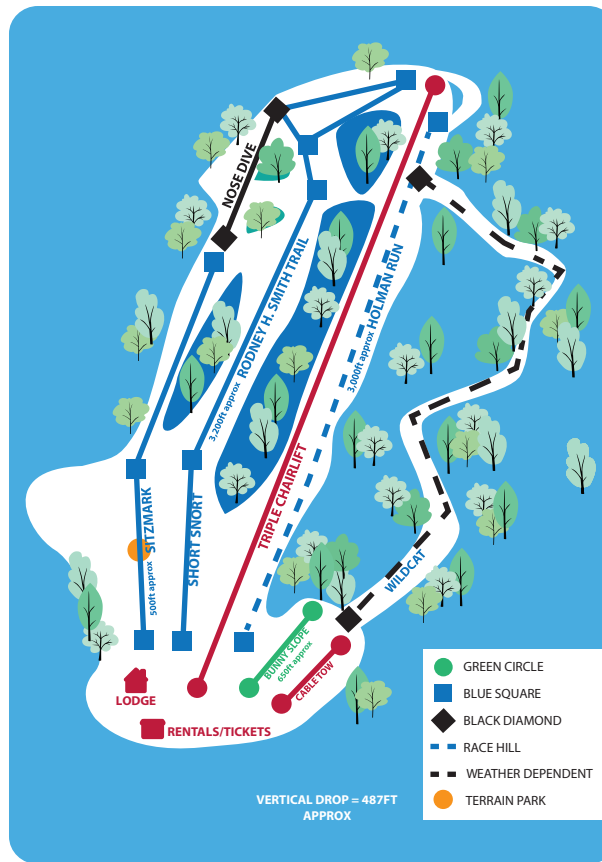 NOSE DIVE
3,200ft approx RODNEY H. SMITH TRAIL
3,000ft approx HOLMAN RUN
TRIPLE CHAIRLIFT
500ft approx SITZMARK
SHORT SNORT
WILDCAT
BUNNY SLOPE
650ft approx
CABLE TOW
LODGE
RENTALS/TICKETS
GREEN CIRCLE
BLUE SQUARE
BLACK DIAMOND
RACE HILL
WEATHER DEPENDENT
TERRAIN PARK
VERTICAL DROP = 487FT
APPROX